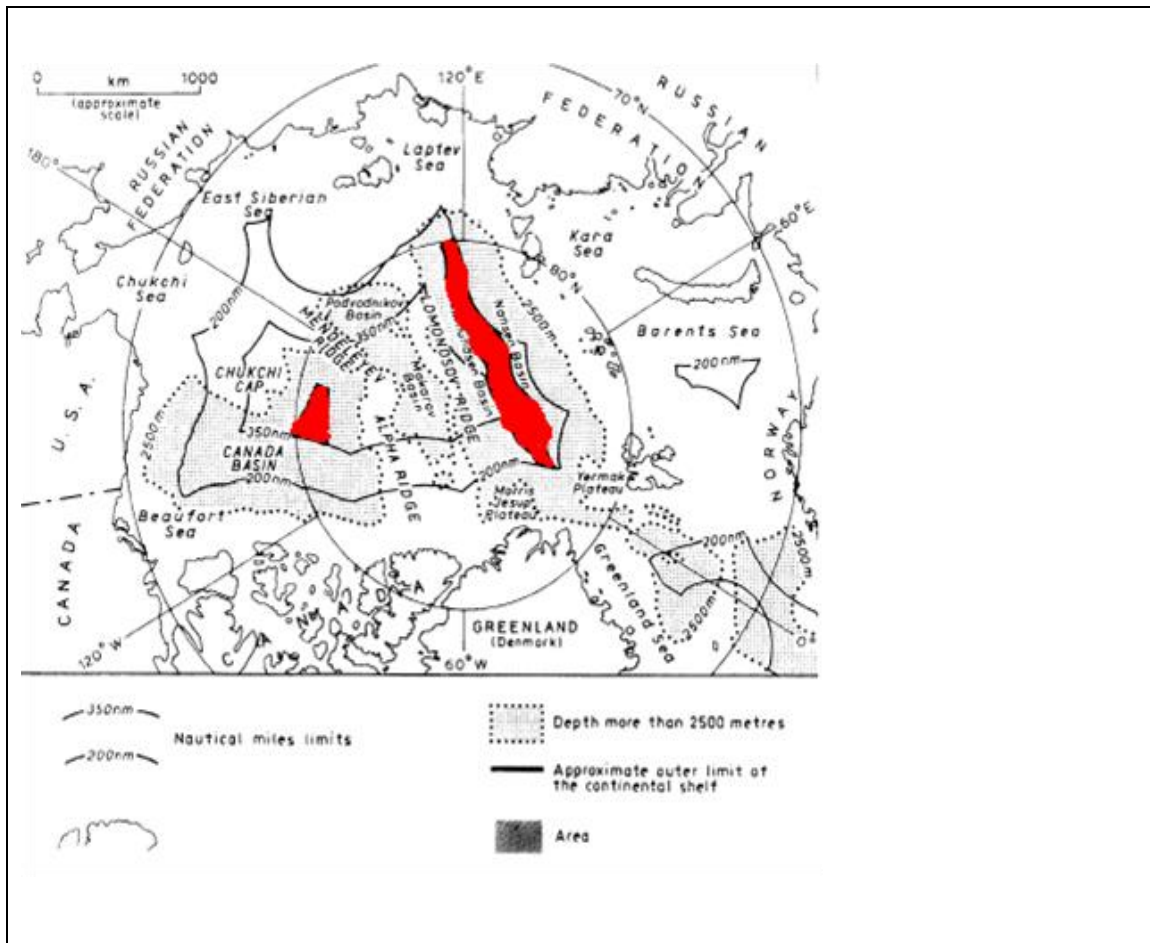 0 km 1000
(approximate
scale)
120°E
70°N
RUSSIAN
FEDERATION
RUSSIAN
FEDERATION
180°
60°E
Laptev
Sea
East Siberian
Sea
Kara
Sea
80°N
Chukchi
Sea
200nm
Podvodnikov
Basin
350nm
Nansen Basin
2500m
Barents Sea
200nm
CHUKCHI
CAP
LOMONOSOV RIDGE
Makarov
Basin
U.S.A.
NORWAY
350nm
ALPHA RIDGE
2500m
CANADA
BASIN
200nm
200nm
Yermak
Plateau
Morris
Jesup
Plateau
Beaufort
Sea
200nm
2500m
Greenland Sea
2500m
CANADA
CANADA
GREENLAND
(Denmark)
0°
120°W
60°W
350nm
Nautical miles limits
200nm
Depth more than 2500 metres
Approximate outer limit of
the continental shelf
Area